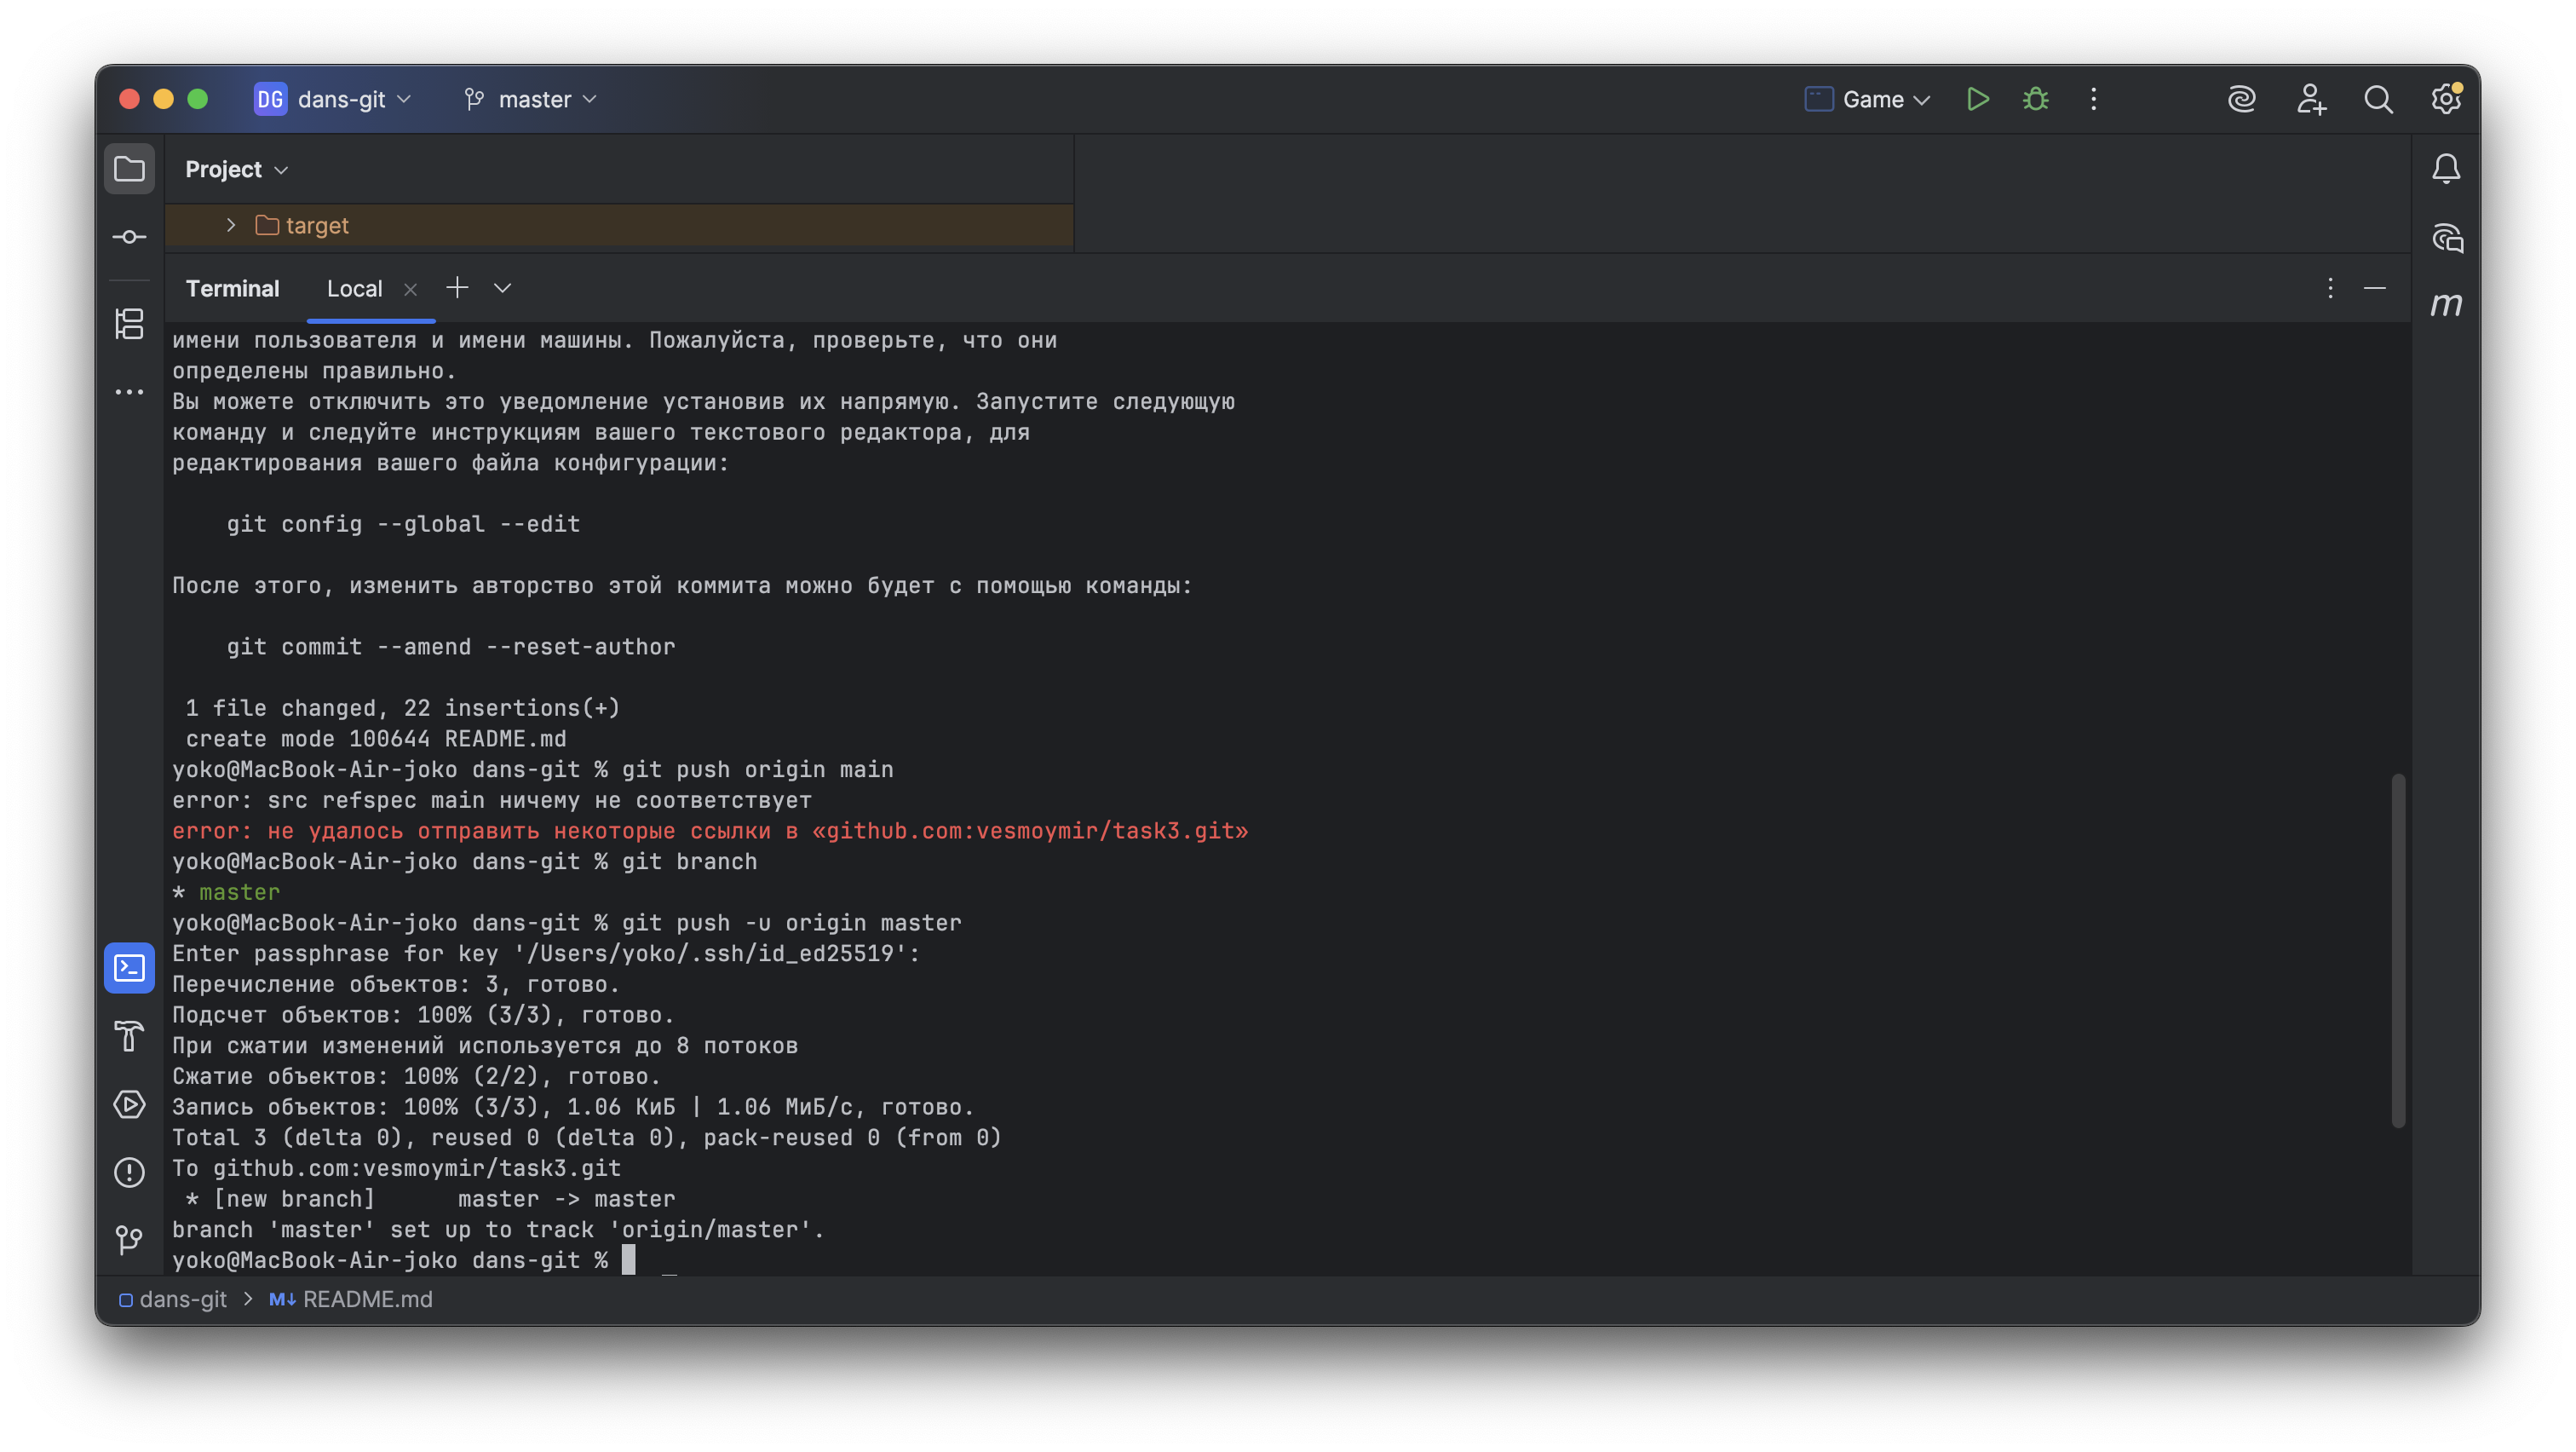 DG dans-git master Game
Project
target
Terminal Local
имени пользователя и имени машины. Пожалуйста, проверьте, что они
определены правильно.
Вы можете отключить это уведомление установив их напрямую. Запустите следующую
команду и следуйте инструкциям вашего текстового редактора, для
редактирования вашего файла конфигурации:
git config --global --edit
После этого, изменить авторство этой коммита можно будет с помощью команды:
git commit --amend --reset-author
1 file changed, 22 insertions(+)
create mode 100644 README.md
yoko@MacBook-Air-joko dans-git % git push origin main
error: src refspec main ничему не соответствует
error: не удалось отправить некоторые ссылки в «github.com:vesmoymir/task3.git»
yoko@MacBook-Air-joko dans-git % git branch
* master
yoko@MacBook-Air-joko dans-git % git push -u origin master
Enter passphrase for key '/Users/yoko/.ssh/id_ed25519':
Перечисление объектов: 3, готово.
Подсчет объектов: 100% (3/3), готово.
При сжатии изменений используется до 8 потоков
Сжатие объектов: 100% (2/2), готово.
Запись объектов: 100% (3/3), 1.06 КиБ | 1.06 МиБ/с, готово.
Total 3 (delta 0), reused 0 (delta 0), pack-reused 0 (from 0)
To github.com:vesmoymir/task3.git
* [new branch]      master -> master
branch 'master' set up to track 'origin/master'.
yoko@MacBook-Air-joko dans-git %
dans-git > M↓ README.md